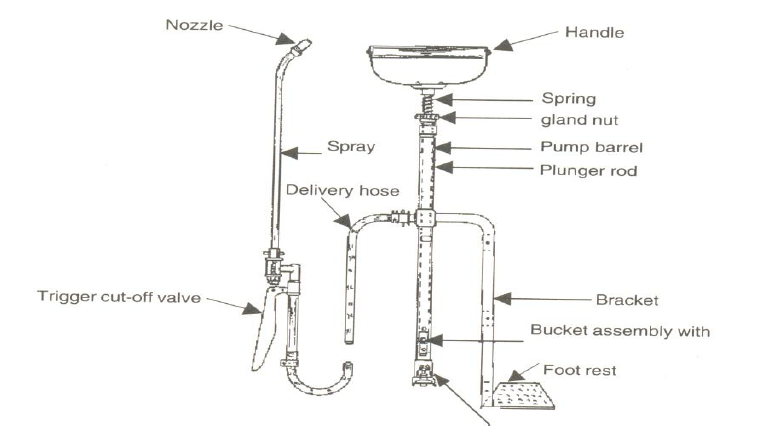 Nozzle
Handle
Spring
gland nut
Pump barrel
Spray
Plunger rod
Delivery hose
Trigger cut-off valve
Bracket
Bucket assembly with
Foot rest